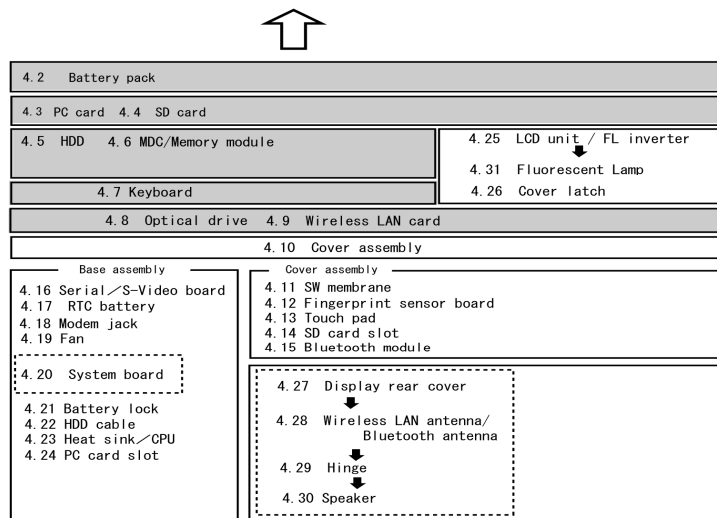 4.2 Battery pack
4.3 PC card 4.4 SD card
4.5 HDD 4.6 MDC/Memory module
4.25 LCD unit / FL inverter
4.31 Fluorescent Lamp
4.26 Cover latch
4.7 Keyboard
4.8 Optical drive 4.9 Wireless LAN card
4.10 Cover assembly
Base assembly
4.16 Serial／S-Video board
4.17 RTC battery
4.18 Modem jack
4.19 Fan
4.20 System board
4.21 Battery lock
4.22 HDD cable
4.23 Heat sink／CPU
4.24 PC card slot
Cover assembly
4.11 SW membrane
4.12 Fingerprint sensor board
4.13 Touch pad
4.14 SD card slot
4.15 Bluetooth module
4.27 Display rear cover
4.28 Wireless LAN antenna/
Bluetooth antenna
4.29 Hinge
4.30 Speaker